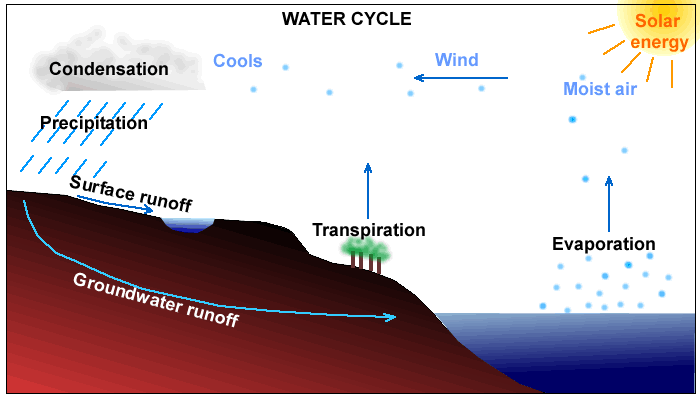 WATER CYCLE
Solar
energy
Condensation
Cools
Wind
Moist air
Precipitation
Surface runoff
Transpiration
Evaporation
Groundwater runoff